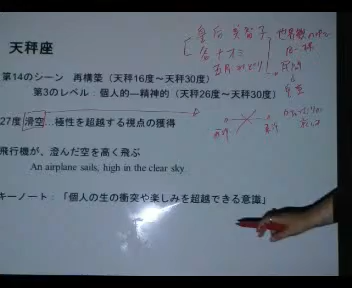 天秤座
第14のシーン 再構築（天秤16度～天秤30度）
第3のレベル：個人的―精神的（天秤26度～天秤30度）
27度 滑空…極性を超越する視点の獲得
飛行機が、澄んだ空を高く飛ぶ
An airplane sails, high in the clear sky.
キーノート：「個人の生の衝突や楽しみを超越できる意識」
皇后 美智子